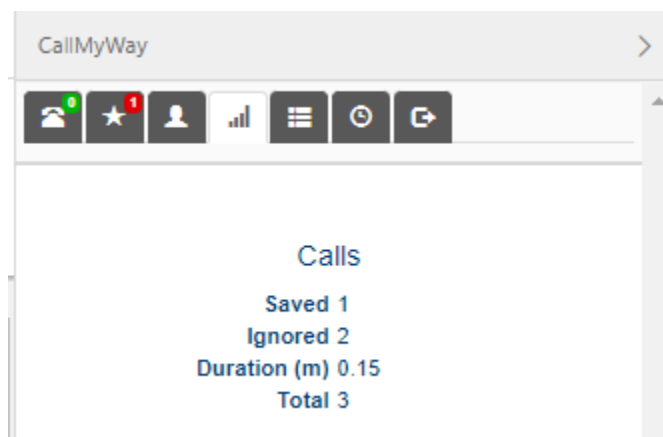 CallMyWay
0 1
Calls
Saved 1
Ignored 2
Duration (m) 0.15
Total 3